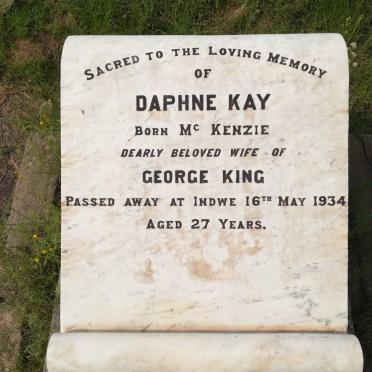 Sacred to the Loving Memory
of
DAPHNE KAY
Born Mc Kenzie
DEARLY BELOVED WIFE OF
GEORGE KING
Passed away at Indwe 16th May 1934
Aged 27 Years.